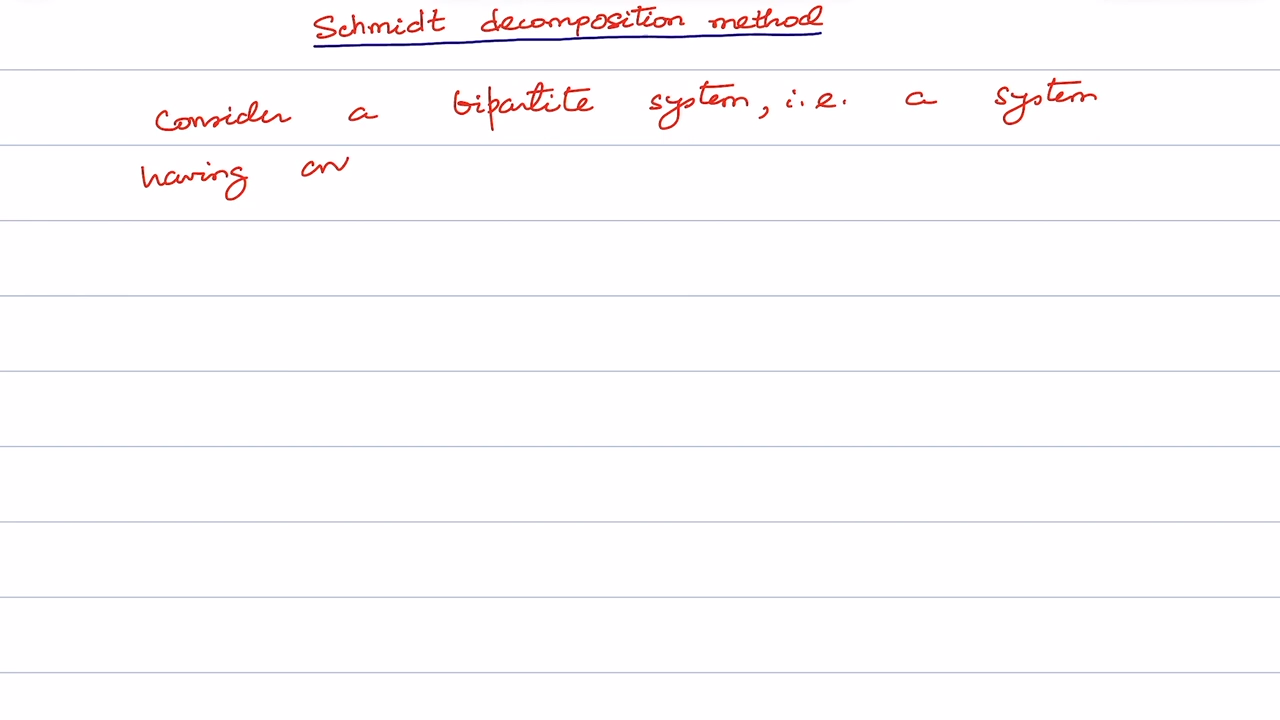 Schmidt decomposition method
Consider a bipartite system, i.e. a system
having an